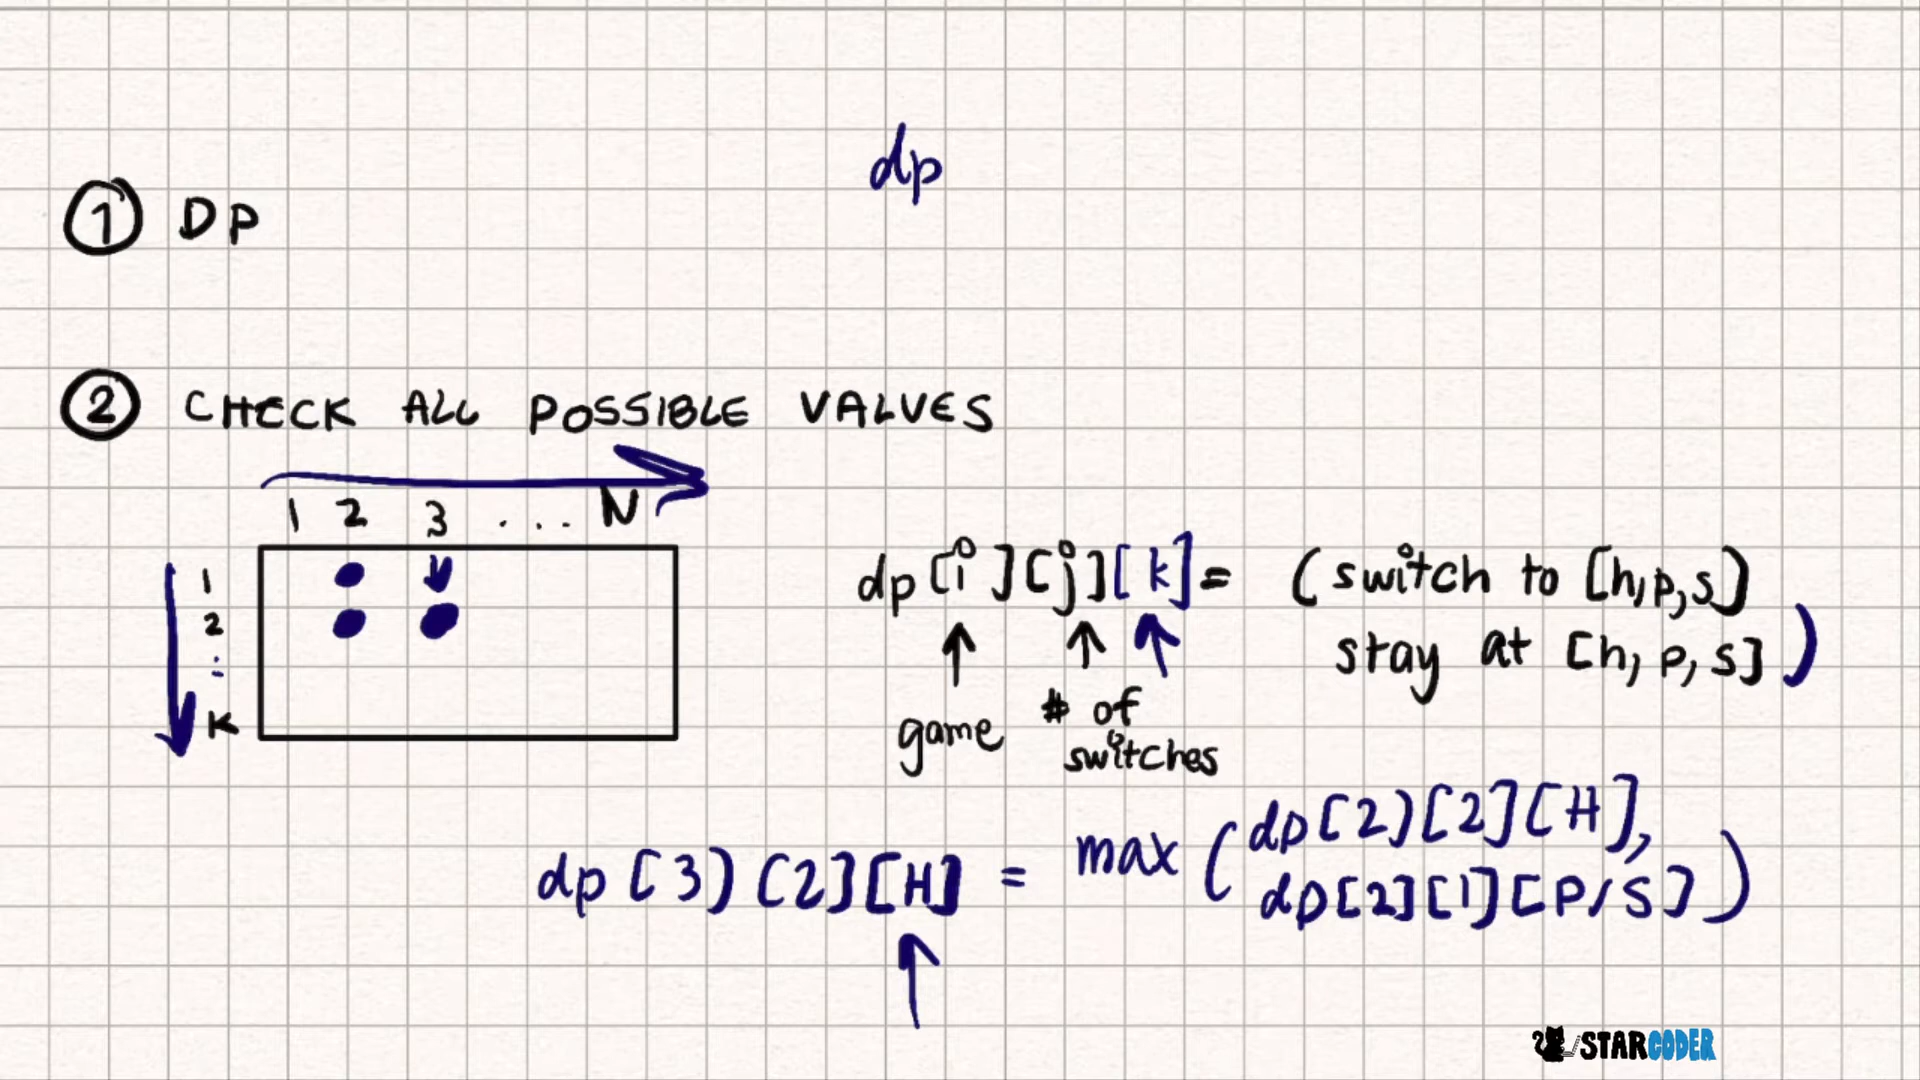 dp
① DP
② CHECK ALL POSSIBLE VALUES
1 2 3 . . . . N
1
2
:
K
dp[i][j][k] = (switch to [h,p,s]
stay at [h, p, s])
game # of switches
dp[3)[2][H] = max(dp[2)[2][H],
dp[2][1][P/S])
STARCODER